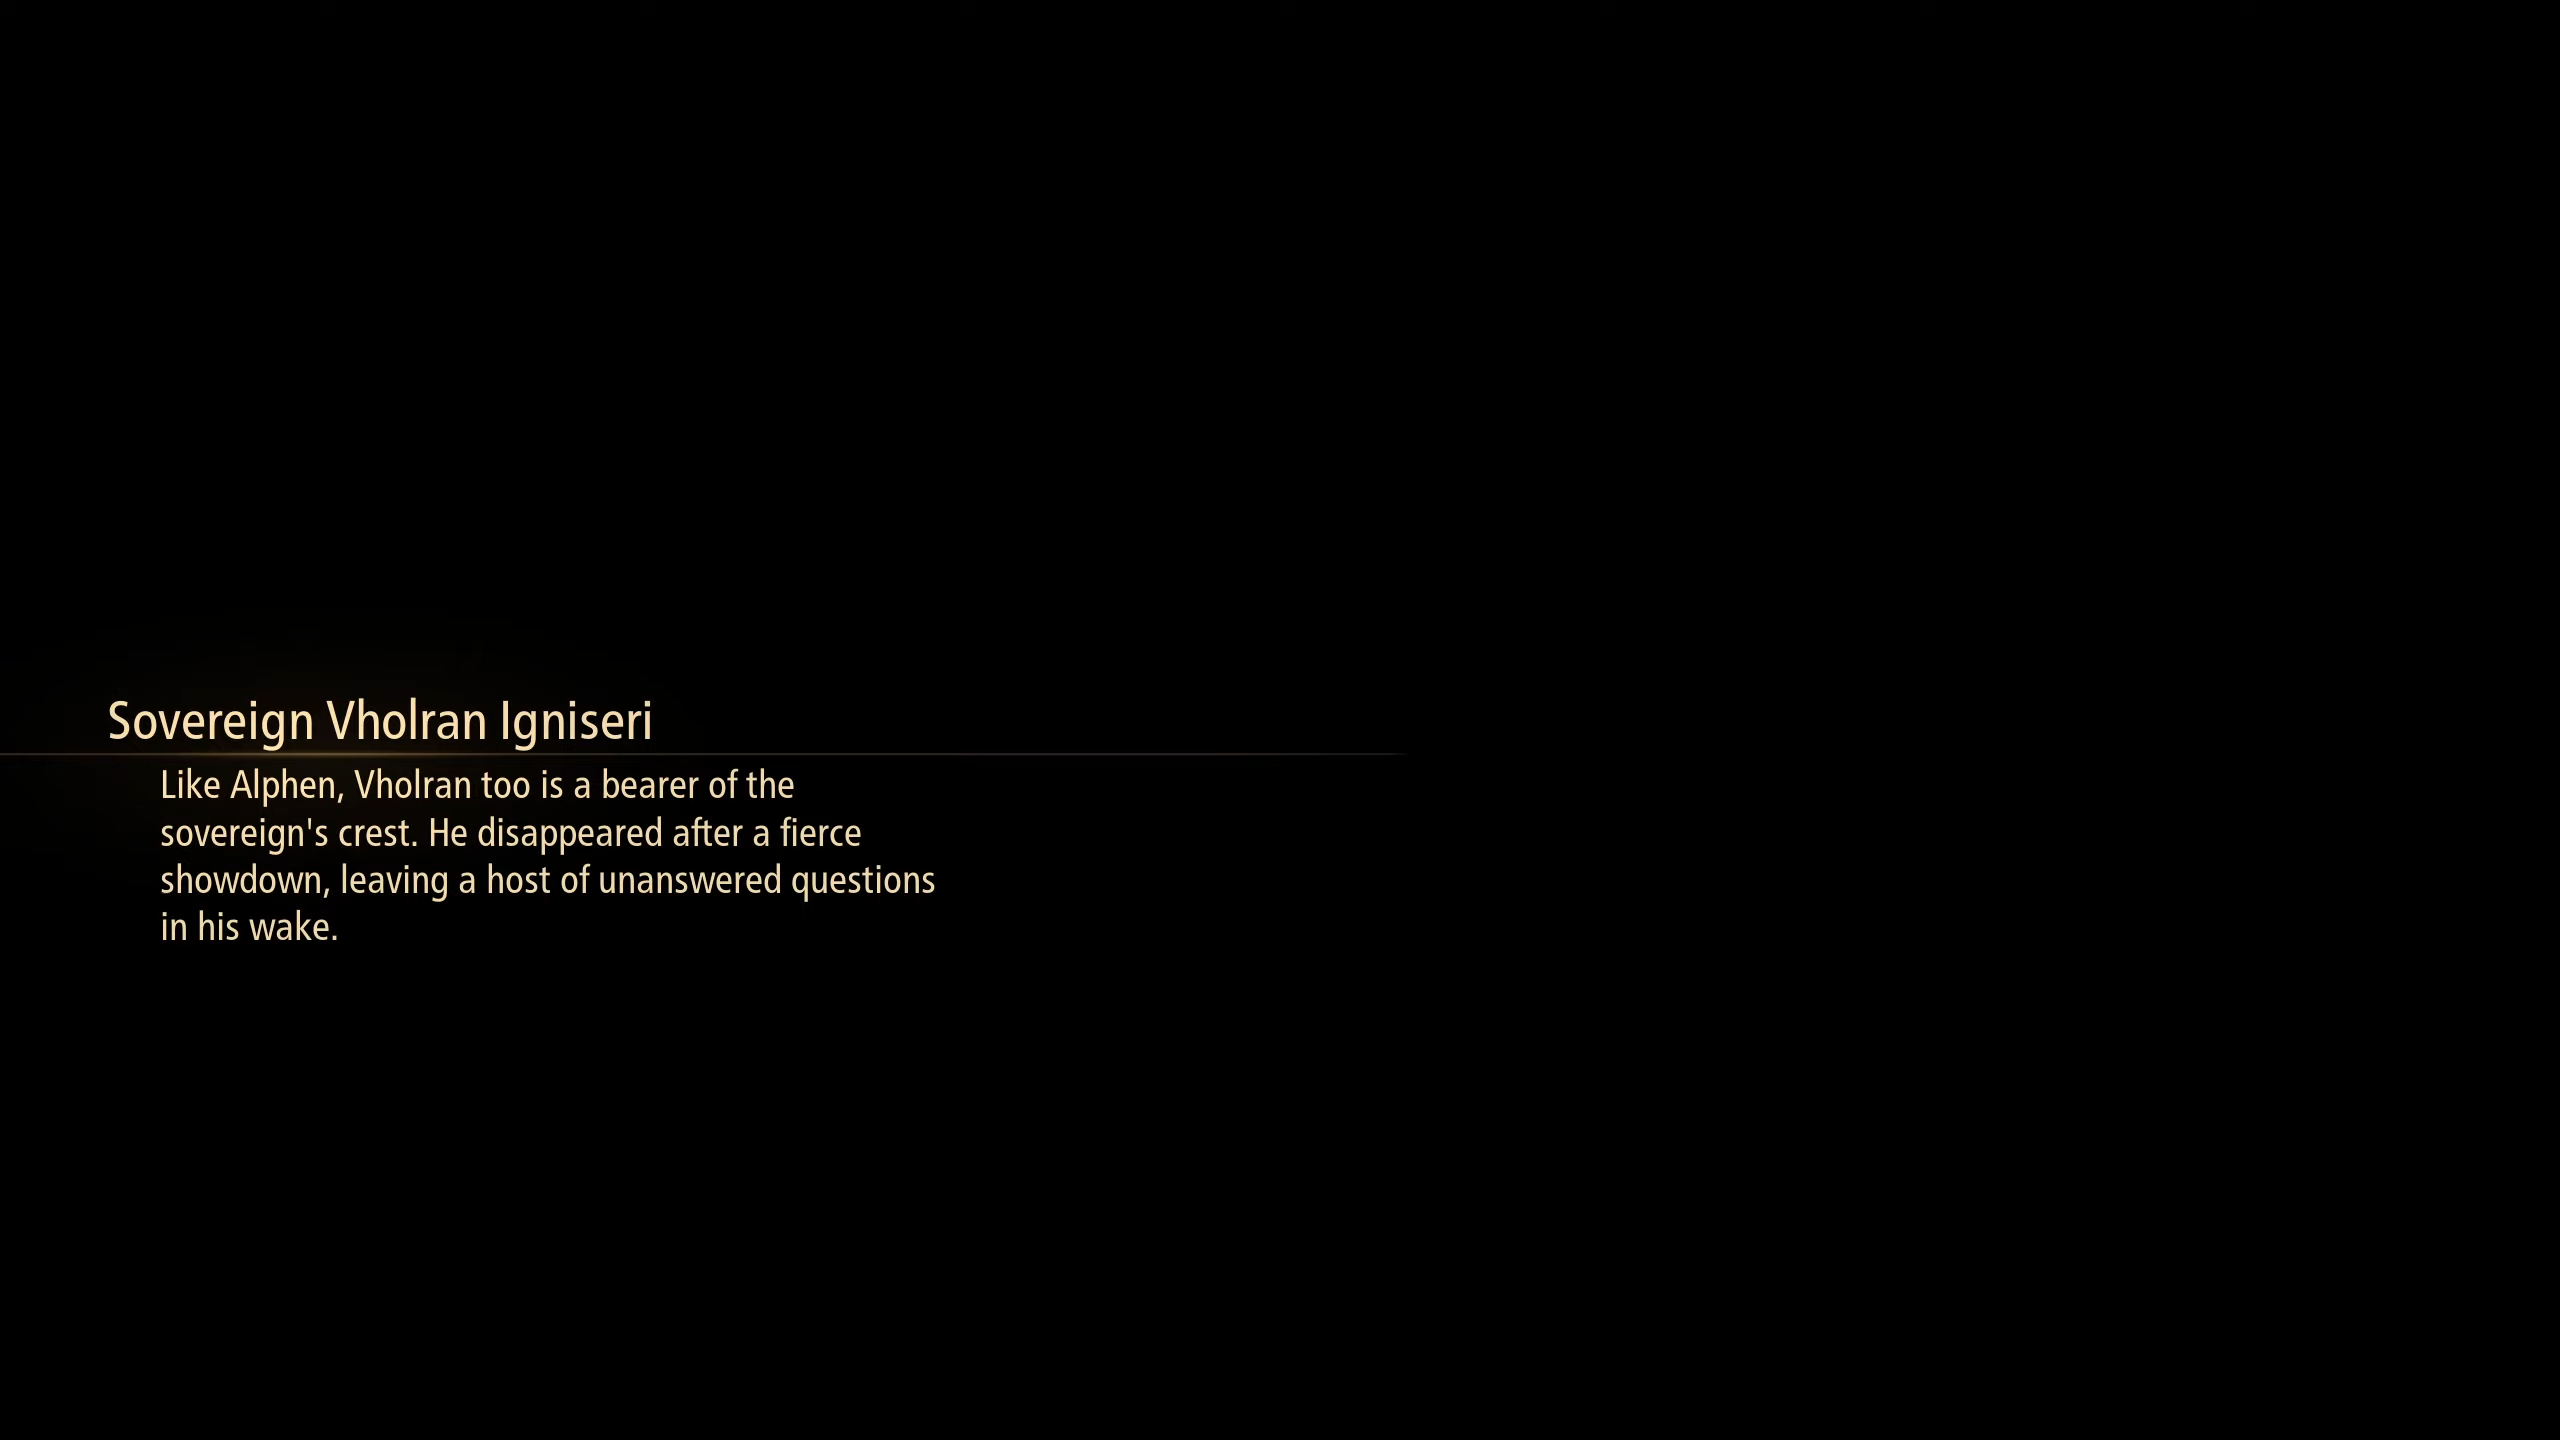 Sovereign Vholran Igniseri
Like Alphen, Vholran too is a bearer of the
sovereign's crest. He disappeared after a fierce
showdown, leaving a host of unanswered questions
in his wake.